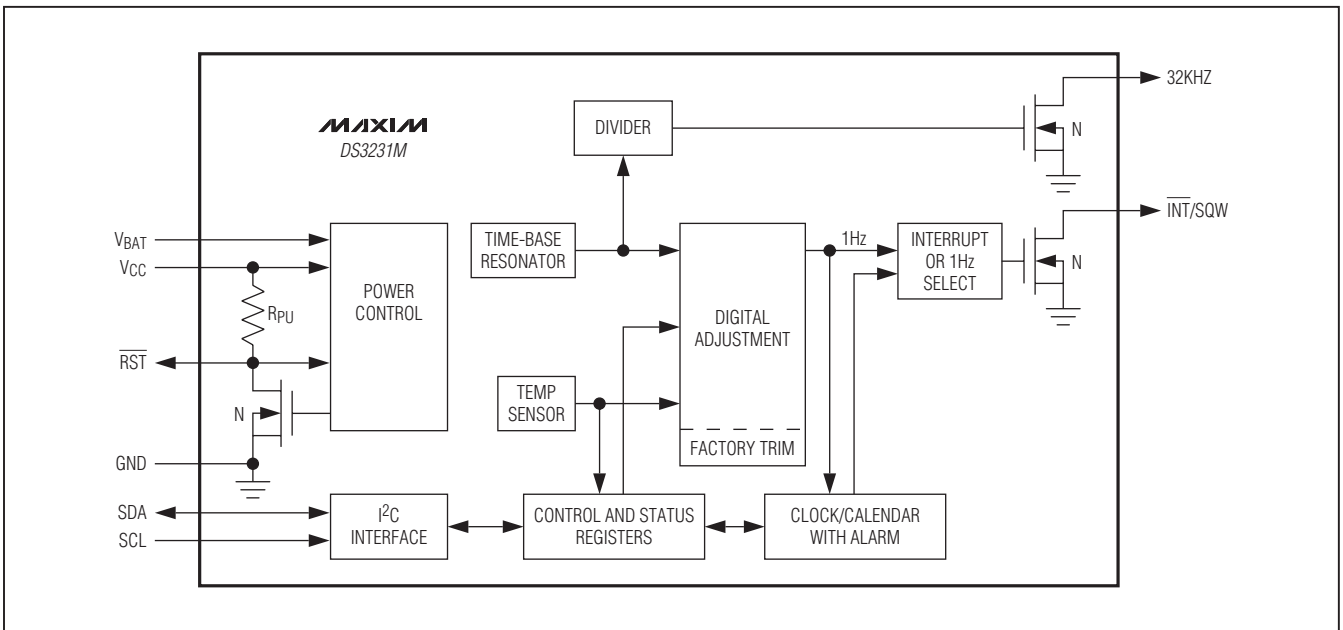 MAXIM
DS3231M
DIVIDER
32KHZ
N
INT/SQW
N
VBAT
VCC
RPU
RST
N
GND
SDA
SCL
POWER
CONTROL
TIME-BASE
RESONATOR
TEMP
SENSOR
DIGITAL
ADJUSTMENT
FACTORY TRIM
1Hz
INTERRUPT
OR 1Hz
SELECT
I2C
INTERFACE
CONTROL AND STATUS
REGISTERS
CLOCK/CALENDAR
WITH ALARM